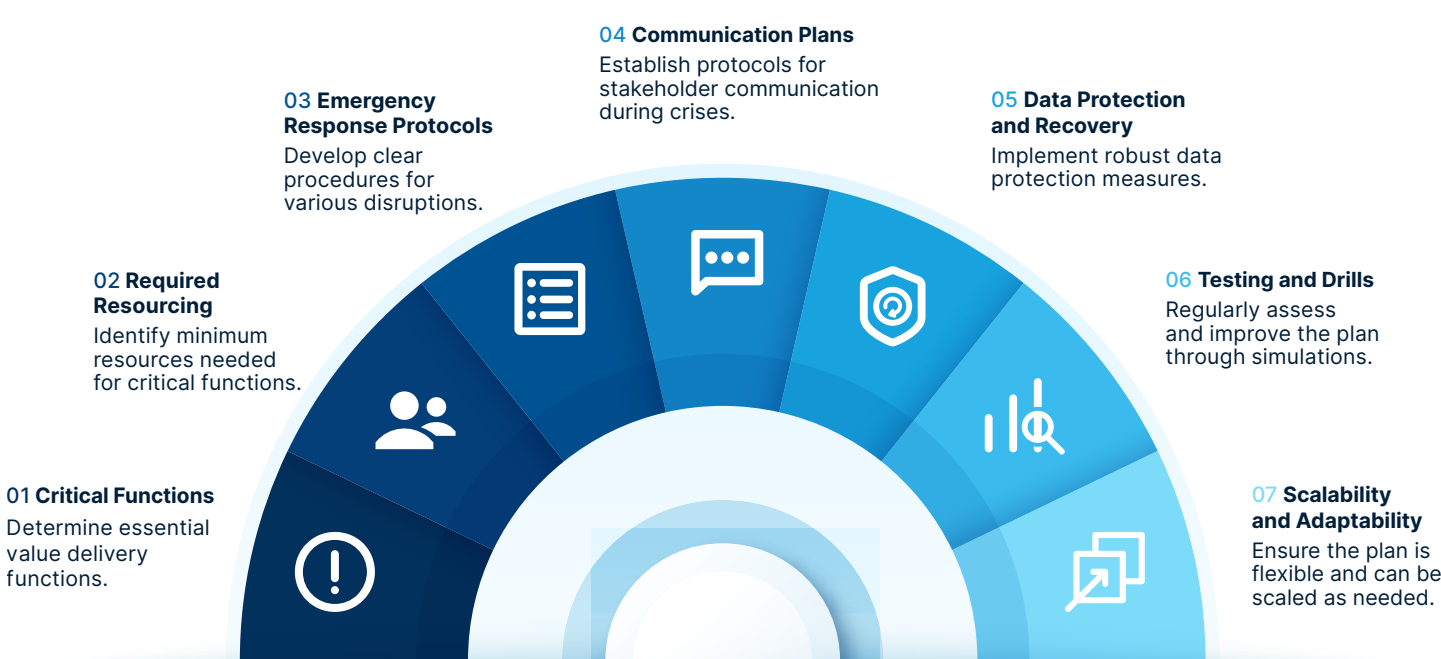 01 Critical Functions
Determine essential
value delivery
functions.
02 Required
Resourcing
Identify minimum
resources needed
for critical functions.
03 Emergency
Response Protocols
Develop clear
procedures for
various disruptions.
04 Communication Plans
Establish protocols for
stakeholder communication
during crises.
05 Data Protection
and Recovery
Implement robust data
protection measures.
06 Testing and Drills
Regularly assess
and improve the plan
through simulations.
07 Scalability
and Adaptability
Ensure the plan is
flexible and can be
scaled as needed.